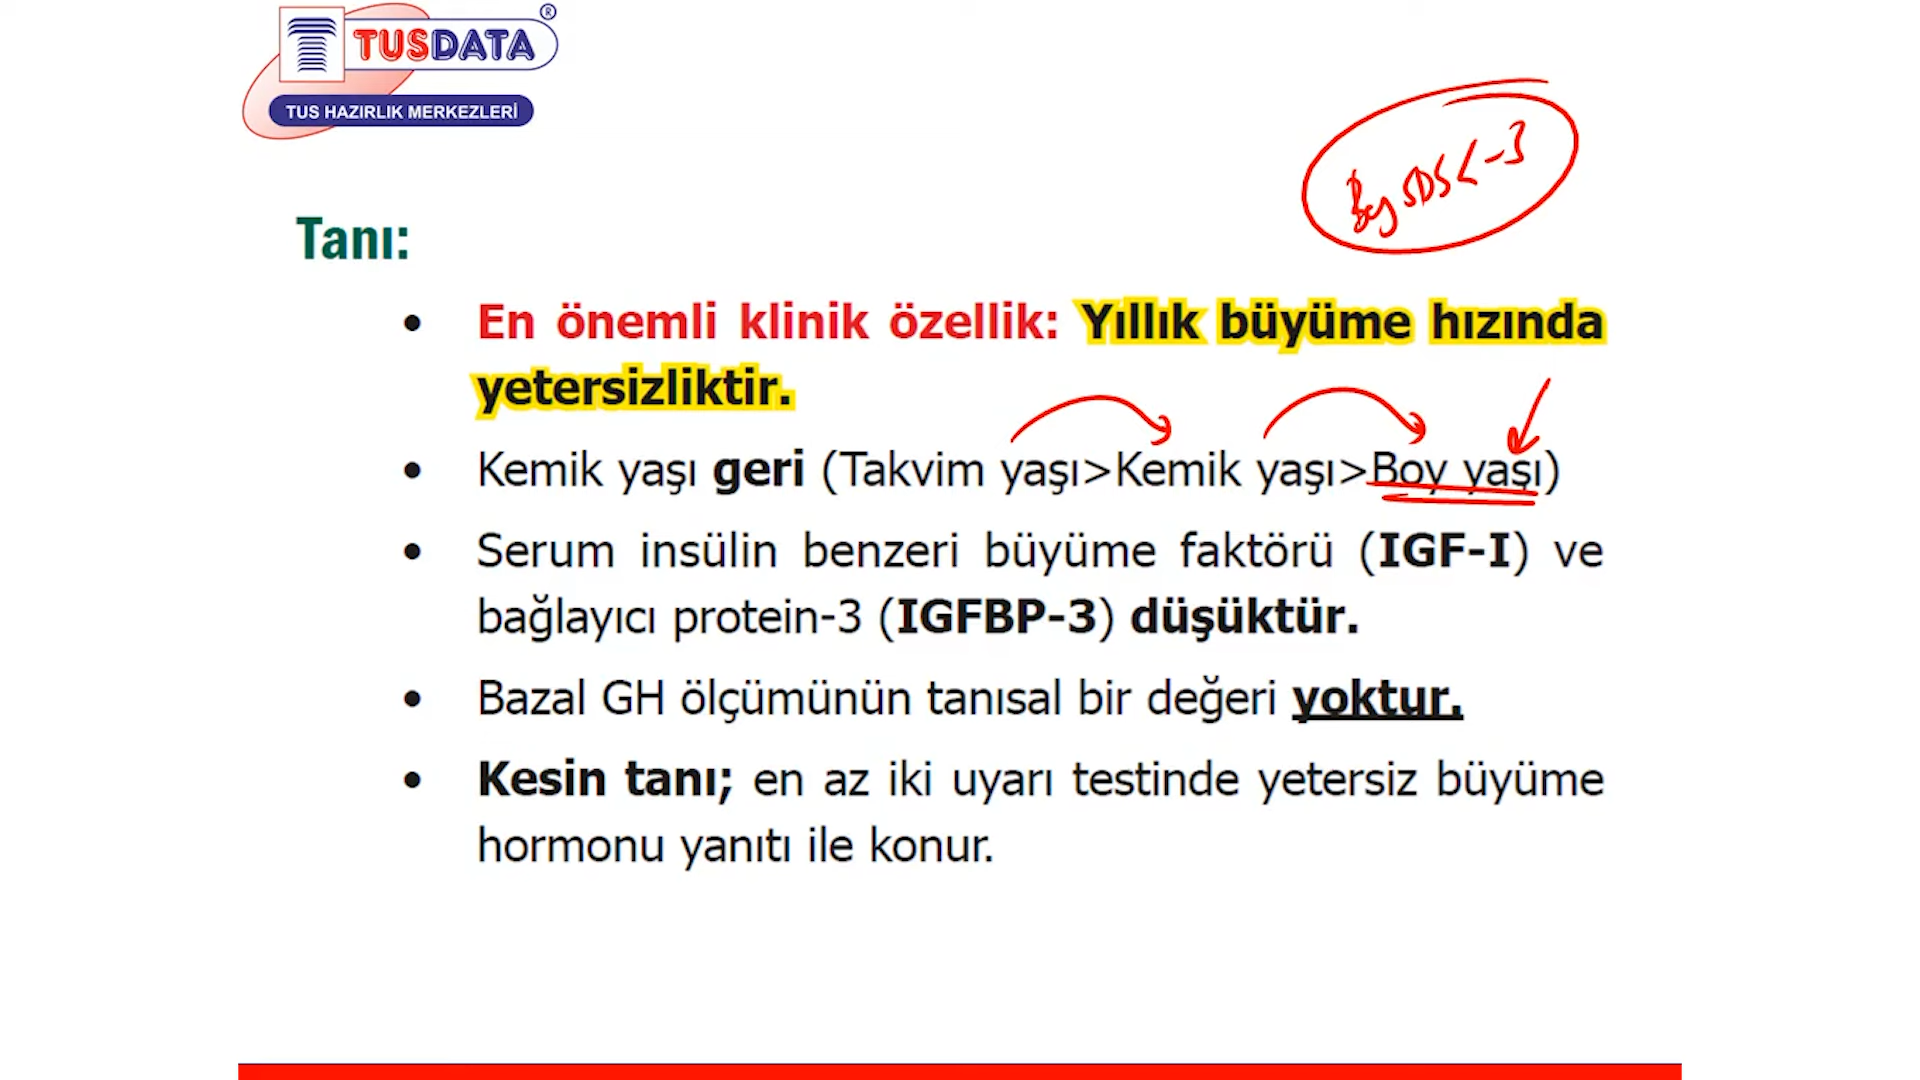 TUSDATA®
TUS HAZIRLIK MERKEZLERİ
Boy SDS < -3
Tanı:
• En önemli klinik özellik: Yıllık büyüme hızında
yetersizliktir.
• Kemik yaşı geri (Takvim yaşı>Kemik yaşı>Boy yaşı)
• Serum insülin benzeri büyüme faktörü (IGF-I) ve
bağlayıcı protein-3 (IGFBP-3) düşüktür.
• Bazal GH ölçümünün tanısal bir değeri yoktur.
• Kesin tanı; en az iki uyarı testinde yetersiz büyüme
hormonu yanıtı ile konur.